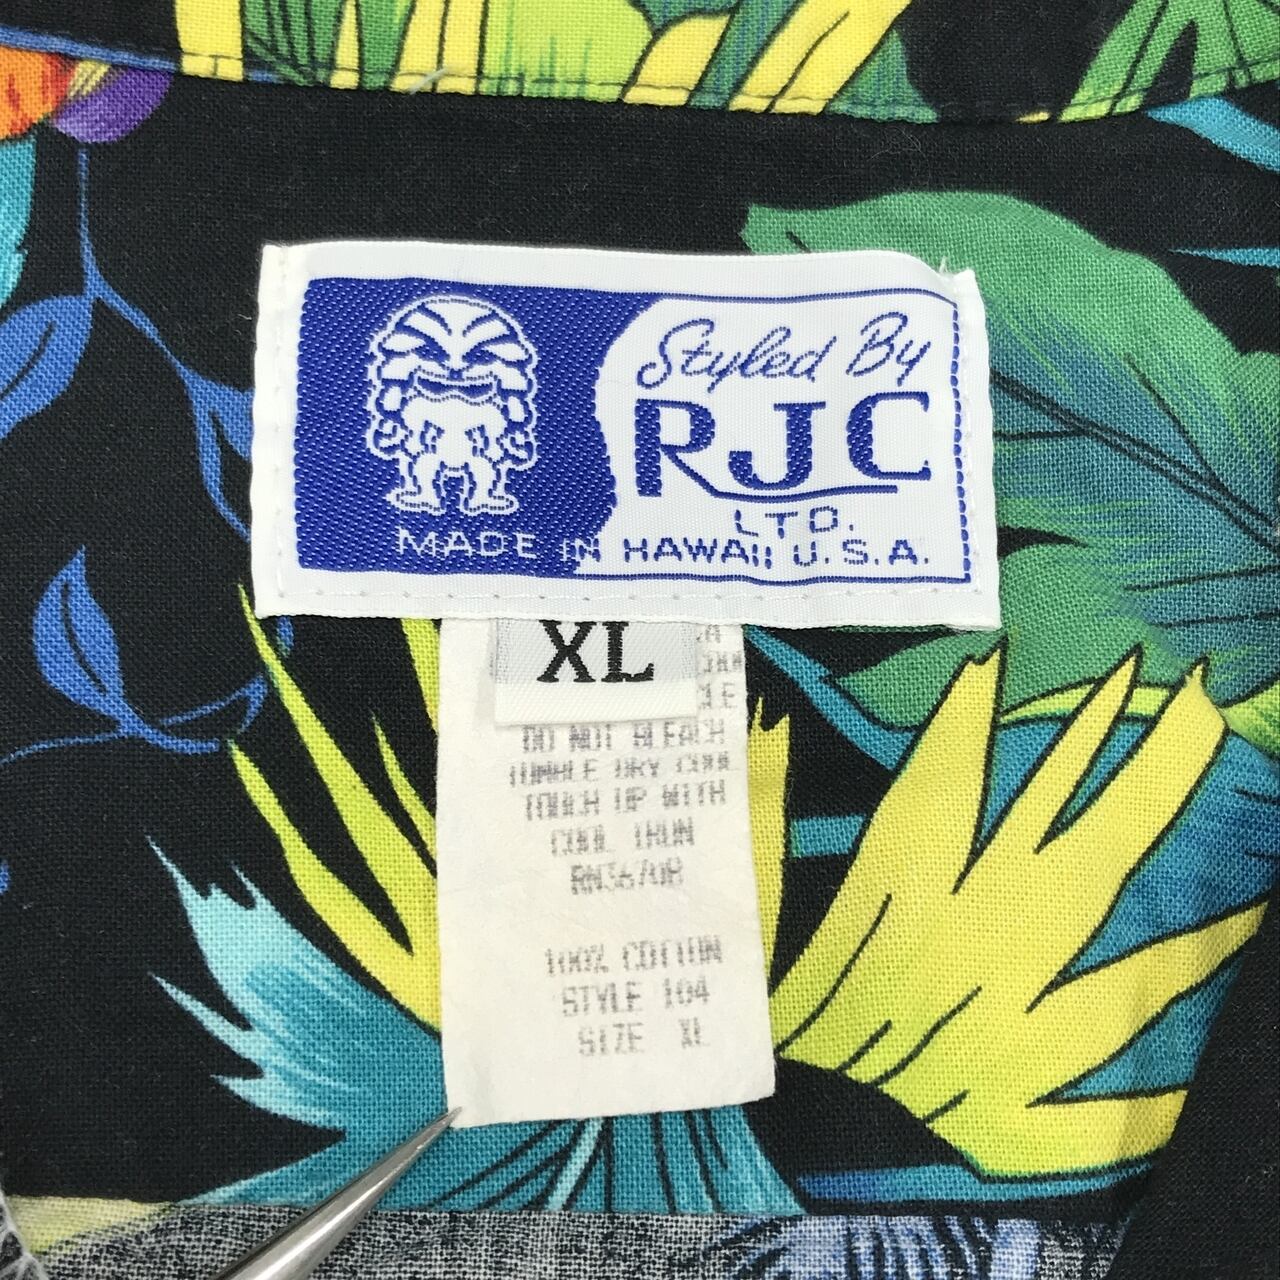 Styled By
RJC
LTD.
MADE IN HAWAII U.S.A.
XL
DO NOT BLEACH
TUMBLE DRY COOL
TOUCH UP WITH
COOL IRON
100% COTTON
STYLE 104
SIZE XL